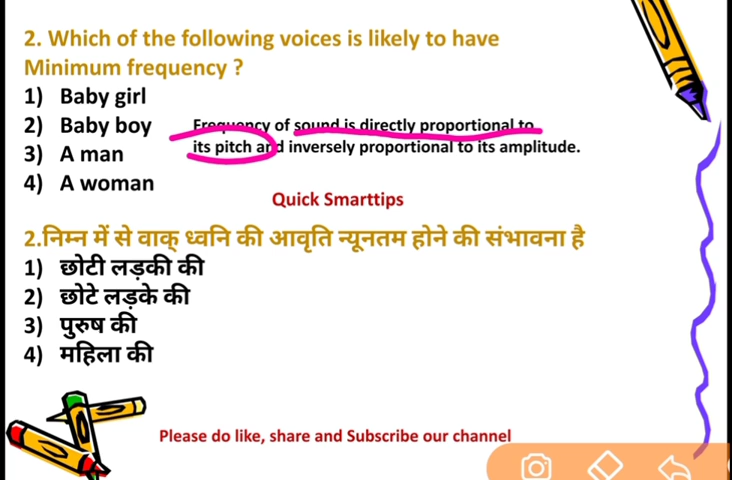 2. Which of the following voices is likely to have
Minimum frequency ?
1) Baby girl
2) Baby boy
3) A man
4) A woman
Frequency of sound is directly proportional to
its pitch and inversely proportional to its amplitude.
Quick Smarttips
2.निम्न में से वाक् ध्वनि की आवृति न्यूनतम होने की संभावना है
1) छोटी लड़की की
2) छोटे लड़के की
3) पुरुष की
4) महिला की
Please do like, share and Subscribe our channel